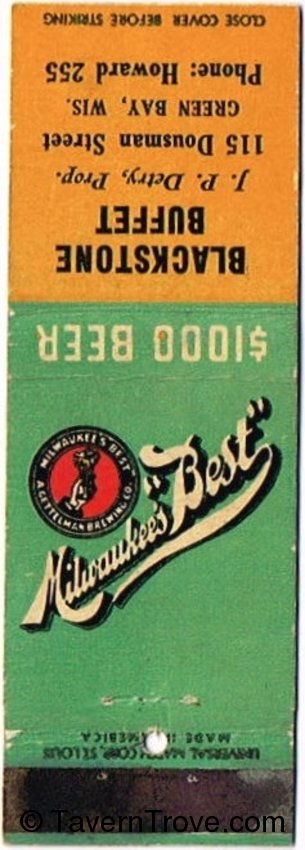 CLOSE COVER BEFORE STRIKING
Phone: Howard 255
GREEN BAY, WIS.
115 Dousman Street
J. P. Detry, Prop.
BLACKSTONE
BUFFET
$1000 BEER
MILWAUKEE'S BEST
A. GETTELMAN BREWING CO.
Milwaukee's "Best"
UNIVERSAL MATCH CORP., ST. LOUIS
MADE IN AMERICA
© TavernTrove.com